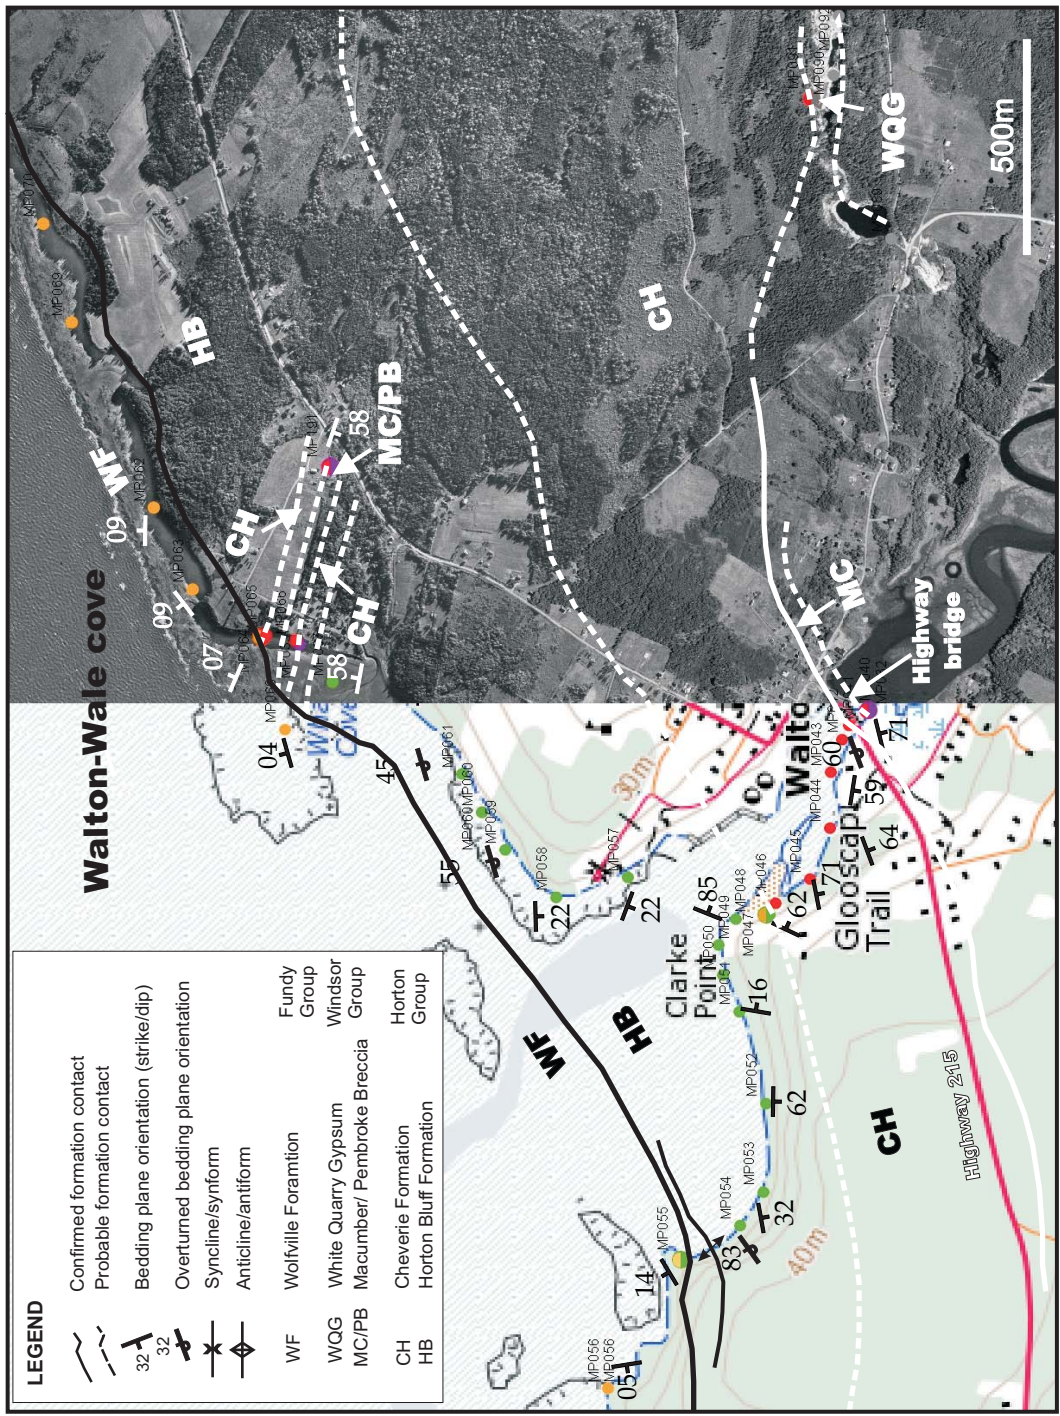 Walton-Wale cove
LEGEND
Confirmed formation contact
Probable formation contact
32
Bedding plane orientation (strike/dip)
32
Overturned bedding plane orientation
Syncline/synform
Anticline/antiform
WF Wolfville Foramtion Fundy Group
WQG White Quarry Gypsum Windsor Group
MC/PB Macumber/ Pembroke Breccia
CH Cheverie Formation Horton Group
HB Horton Bluff Formation
MP056
MP056
05
14
MP055
83
MP054
32
MP053
62
MP052
16
MP051
MP050
MP049
85
MP048
MP047
MP046
62
MP045
71
MP044
64
59
MP043
60
71
MP057
22
MP058
22
MP059
MP060
MP060
MP061
55
45
04
07
MP063
09
09
MP069
58
58
MP090
Clarke
Point
Glooscap
Trail
Highway 215
40m
30m
WF
HB
CH
WF
HB
CH
CH
MC/PB
CH
MC
Highway
bridge
WQG
500m